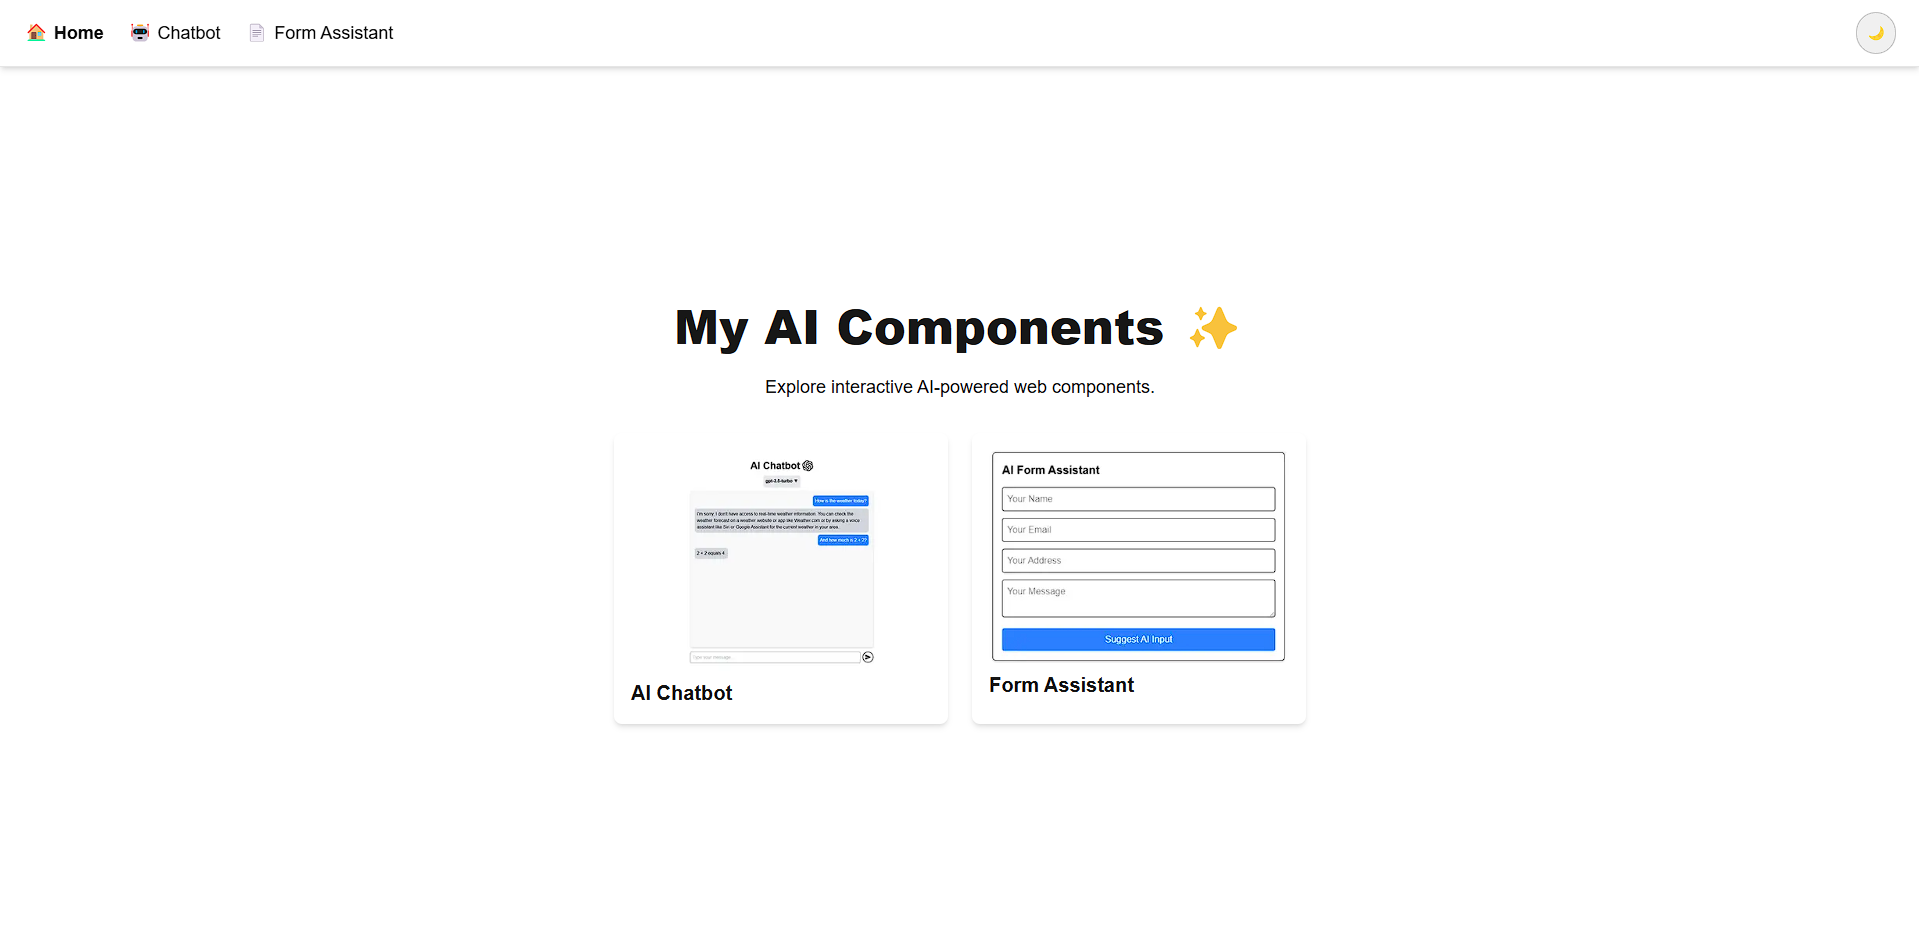 🏠 Home 🤖 Chatbot 📄 Form Assistant 🌙
My AI Components ✨
Explore interactive AI-powered web components.
AI Chatbot
gpt-3.5-turbo ▼
How is the weather today?
I'm sorry, I don't have access to real-time weather information. You can check the
weather forecast on a weather website or app like Weather.com or by asking a voice
assistant like Siri or Google Assistant for the current weather in your area.
And how much is 2 + 2?
2 + 2 equals 4.
Type your message
AI Chatbot
AI Form Assistant
Your Name
Your Email
Your Address
Your Message
Suggest AI Input
Form Assistant